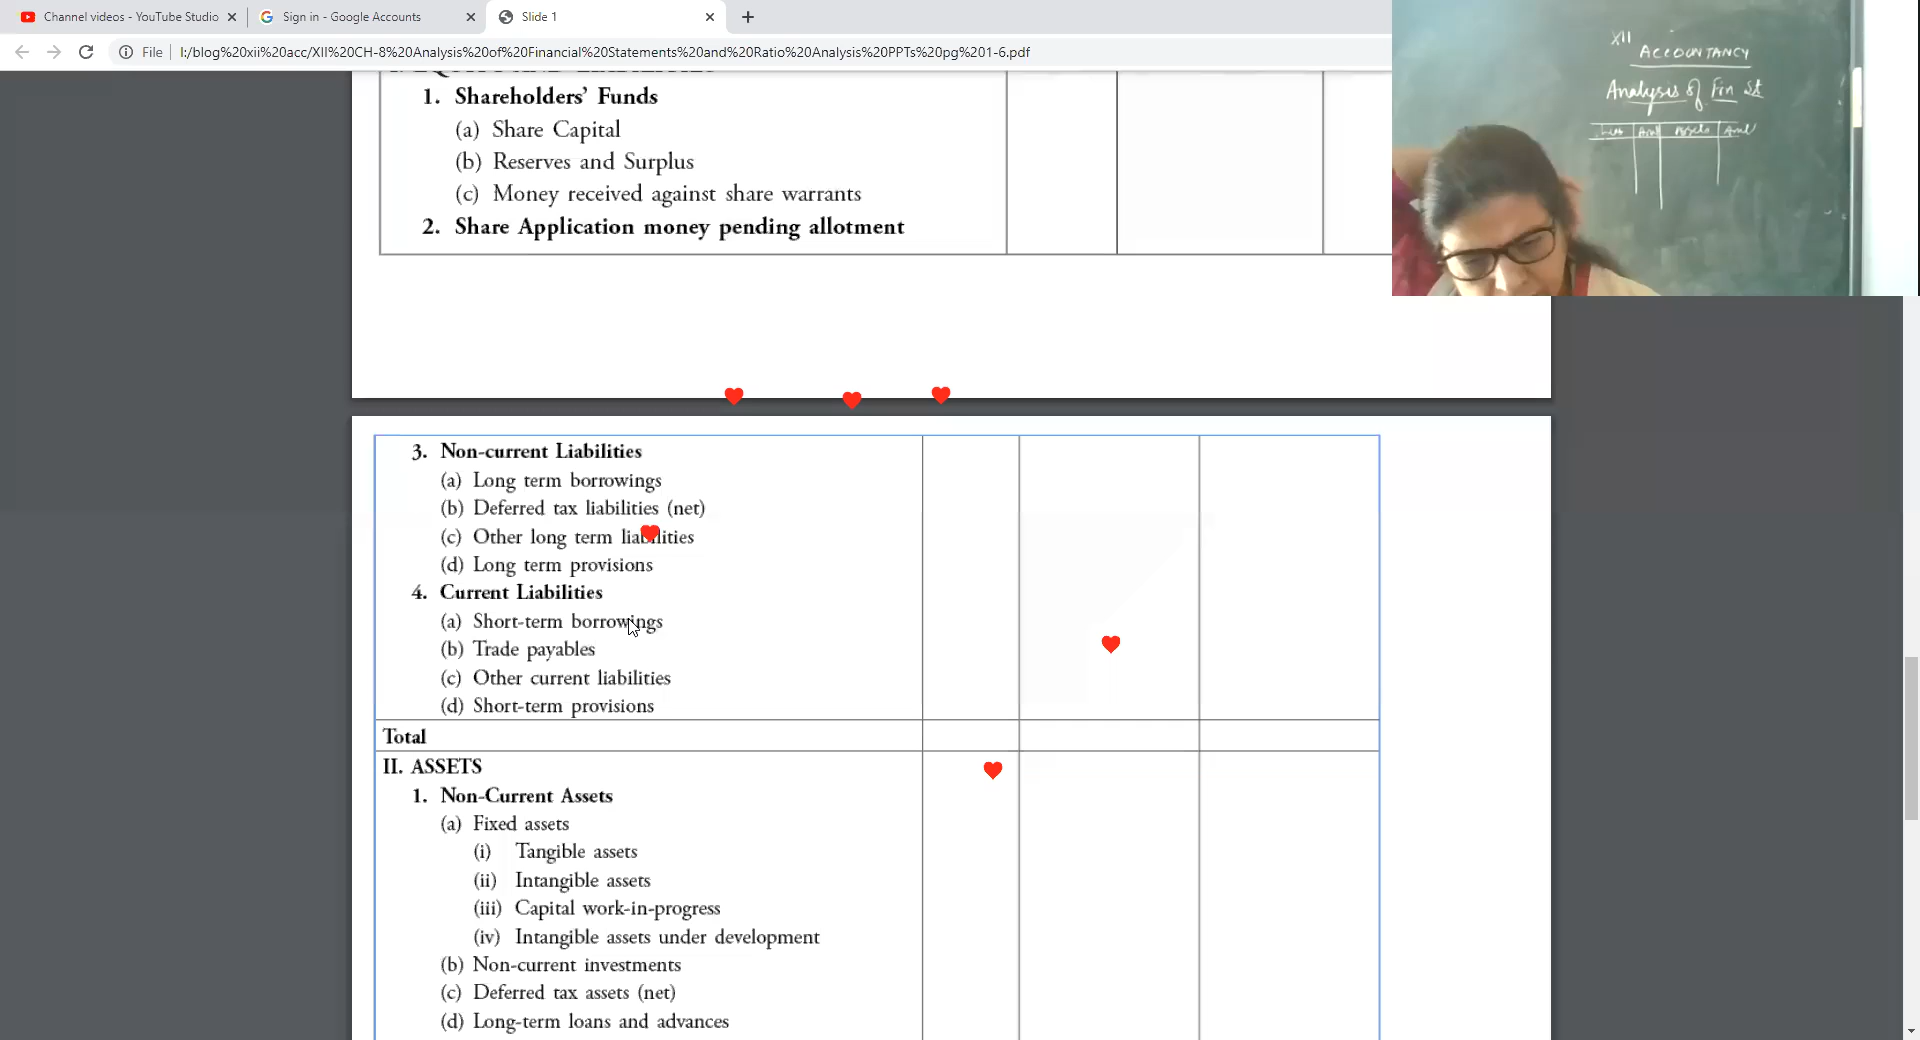 Channel videos - YouTube Studio
Sign in - Google Accounts
Slide 1
File
I:/blog%20xii%20acc/XII%20CH-8%20Analysis%20of%20Financial%20Statements%20and%20Ratio%20Analysis%20PPTs%20pg%201-6.pdf
XII
ACCOUNTANCY
Analysis of Fin St
Assets
1. Shareholders' Funds
(a) Share Capital
(b) Reserves and Surplus
(c) Money received against share warrants
2. Share Application money pending allotment
3. Non-current Liabilities
(a) Long term borrowings
(b) Deferred tax liabilities (net)
(c) Other long term liabilities
(d) Long term provisions
4. Current Liabilities
(a) Short-term borrowings
(b) Trade payables
(c) Other current liabilities
(d) Short-term provisions
Total
II. ASSETS
1. Non-Current Assets
(a) Fixed assets
(i) Tangible assets
(ii) Intangible assets
(iii) Capital work-in-progress
(iv) Intangible assets under development
(b) Non-current investments
(c) Deferred tax assets (net)
(d) Long-term loans and advances